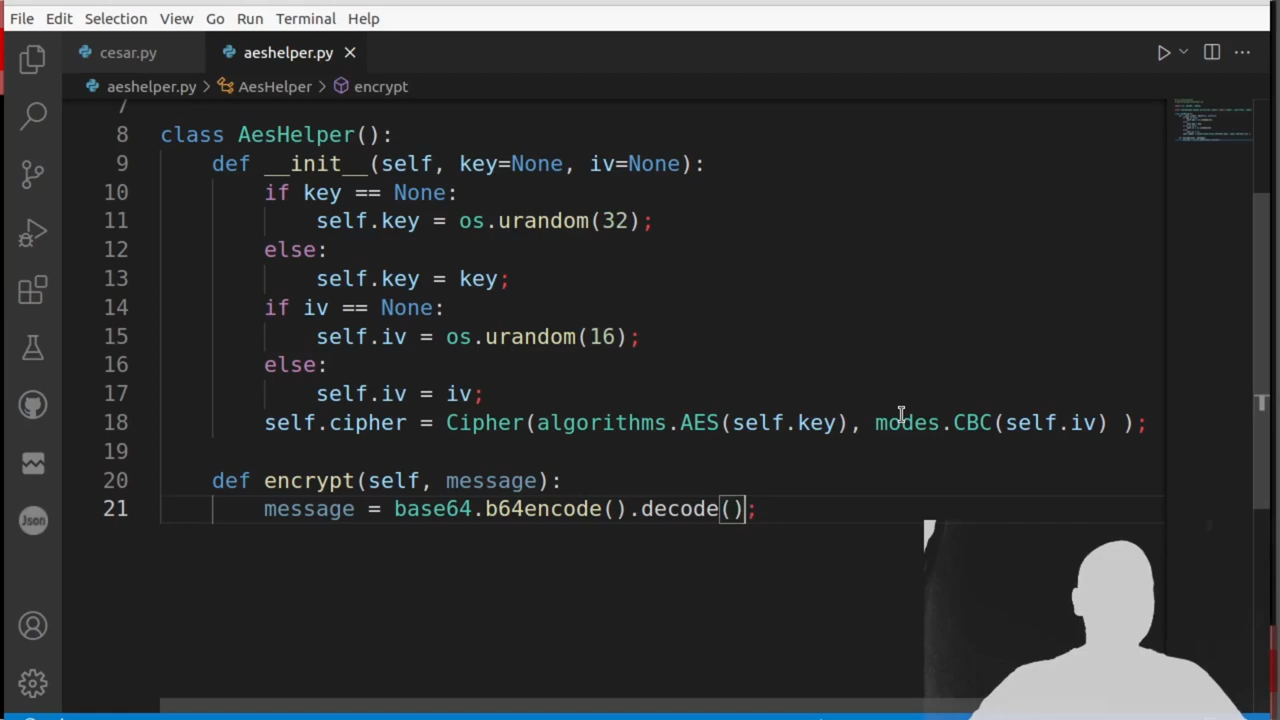 File Edit Selection View Go Run Terminal Help
cesar.py aeshelper.py
aeshelper.py > AesHelper > encrypt
7
8 class AesHelper():
9 def __init__(self, key=None, iv=None):
10 if key == None:
11 self.key = os.urandom(32);
12 else:
13 self.key = key;
14 if iv == None:
15 self.iv = os.urandom(16);
16 else:
17 self.iv = iv;
18 self.cipher = Cipher(algorithms.AES(self.key), modes.CBC(self.iv) );
19
20 def encrypt(self, message):
21 message = base64.b64encode().decode();
Json